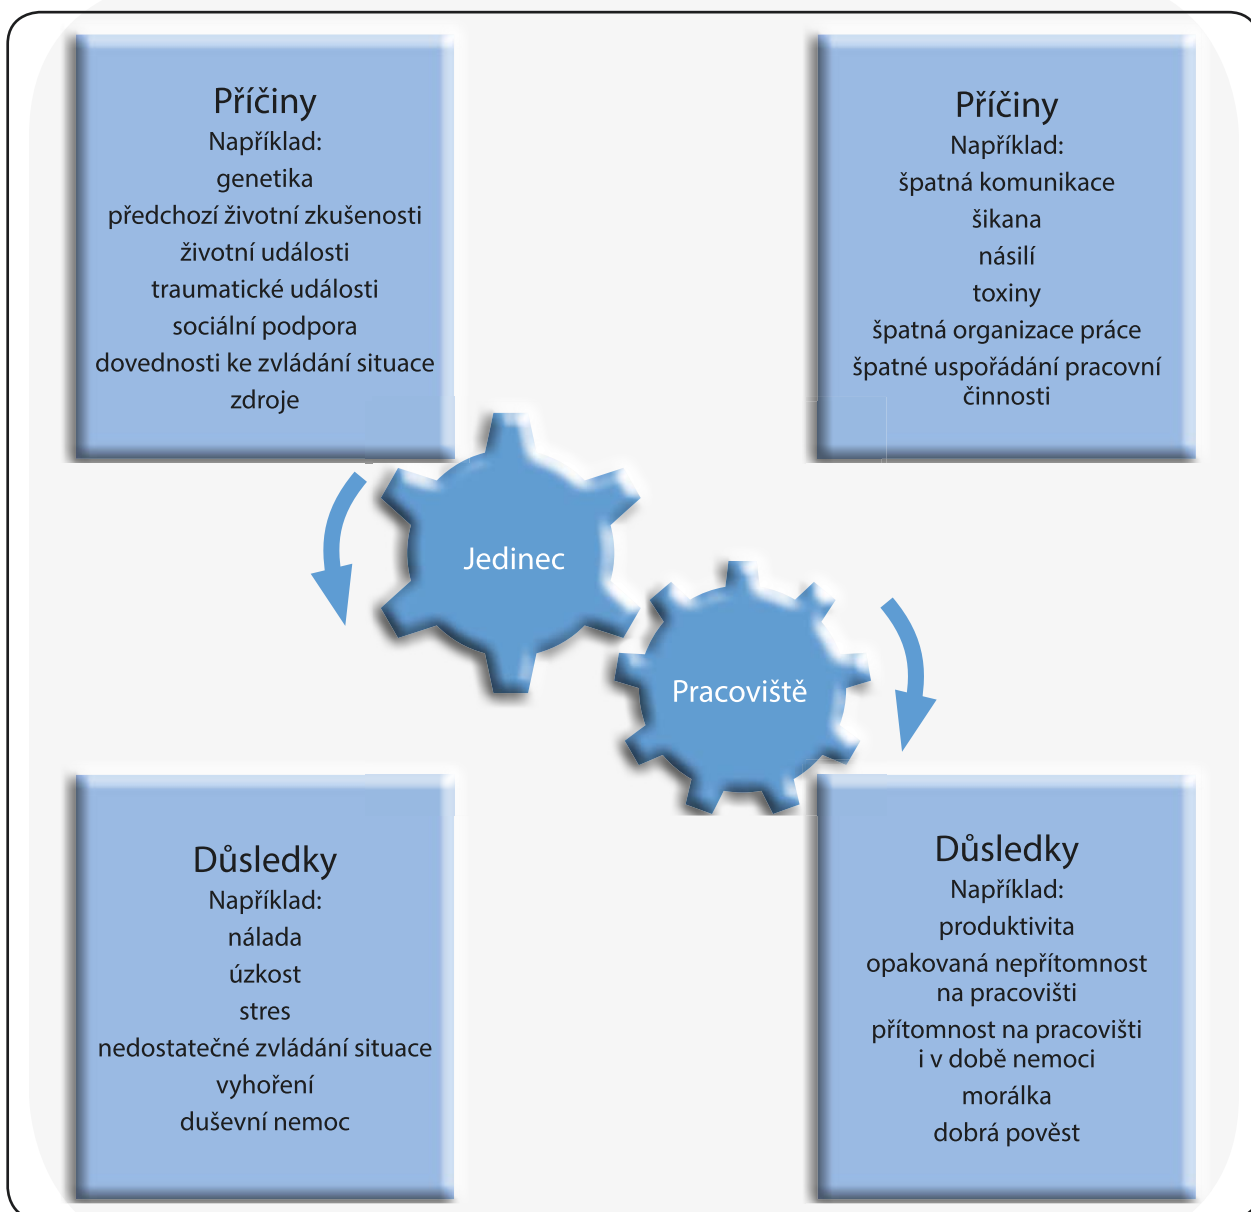 Příčiny
Například:
genetika
předchozí životní zkušenosti
životní události
traumatické události
sociální podpora
dovednosti ke zvládání situace
zdroje
Příčiny
Například:
špatná komunikace
šikana
násilí
toxiny
špatná organizace práce
špatné uspořádání pracovní
činnosti
Jedinec
Pracoviště
Důsledky
Například:
nálada
úzkost
stres
nedostatečné zvládání situace
vyhoření
duševní nemoc
Důsledky
Například:
produktivita
opakovaná nepřítomnost
na pracovišti
přítomnost na pracovišti
i v době nemoci
morálka
dobrá pověst